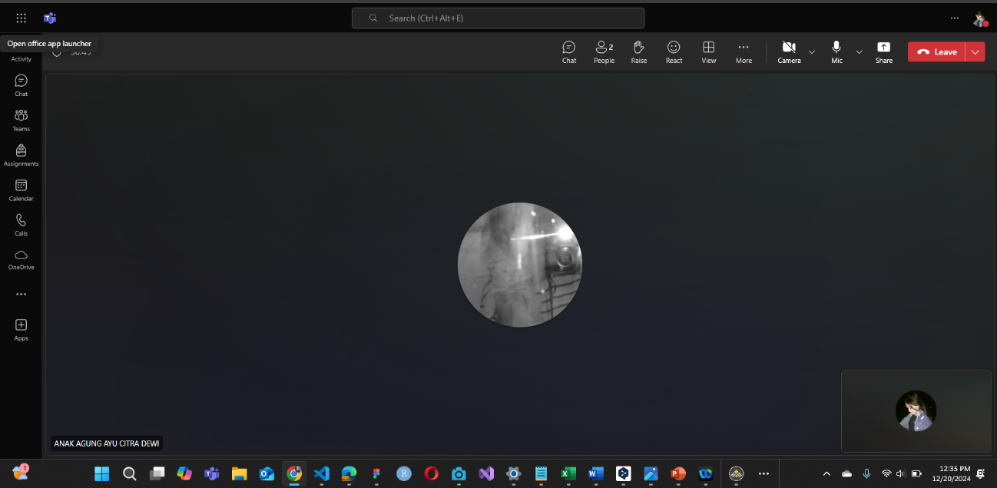 Search (Ctrl+Alt+E)
Open office app launcher
Activity
Chat
People
2
Raise
React
View
More
Camera
Mic
Share
Leave
Chat
Teams
Assignments
Calendar
Calls
OneDrive
Apps
ANAK AGUNG AYU CITRA DEWI
12:35 PM
12/20/2024